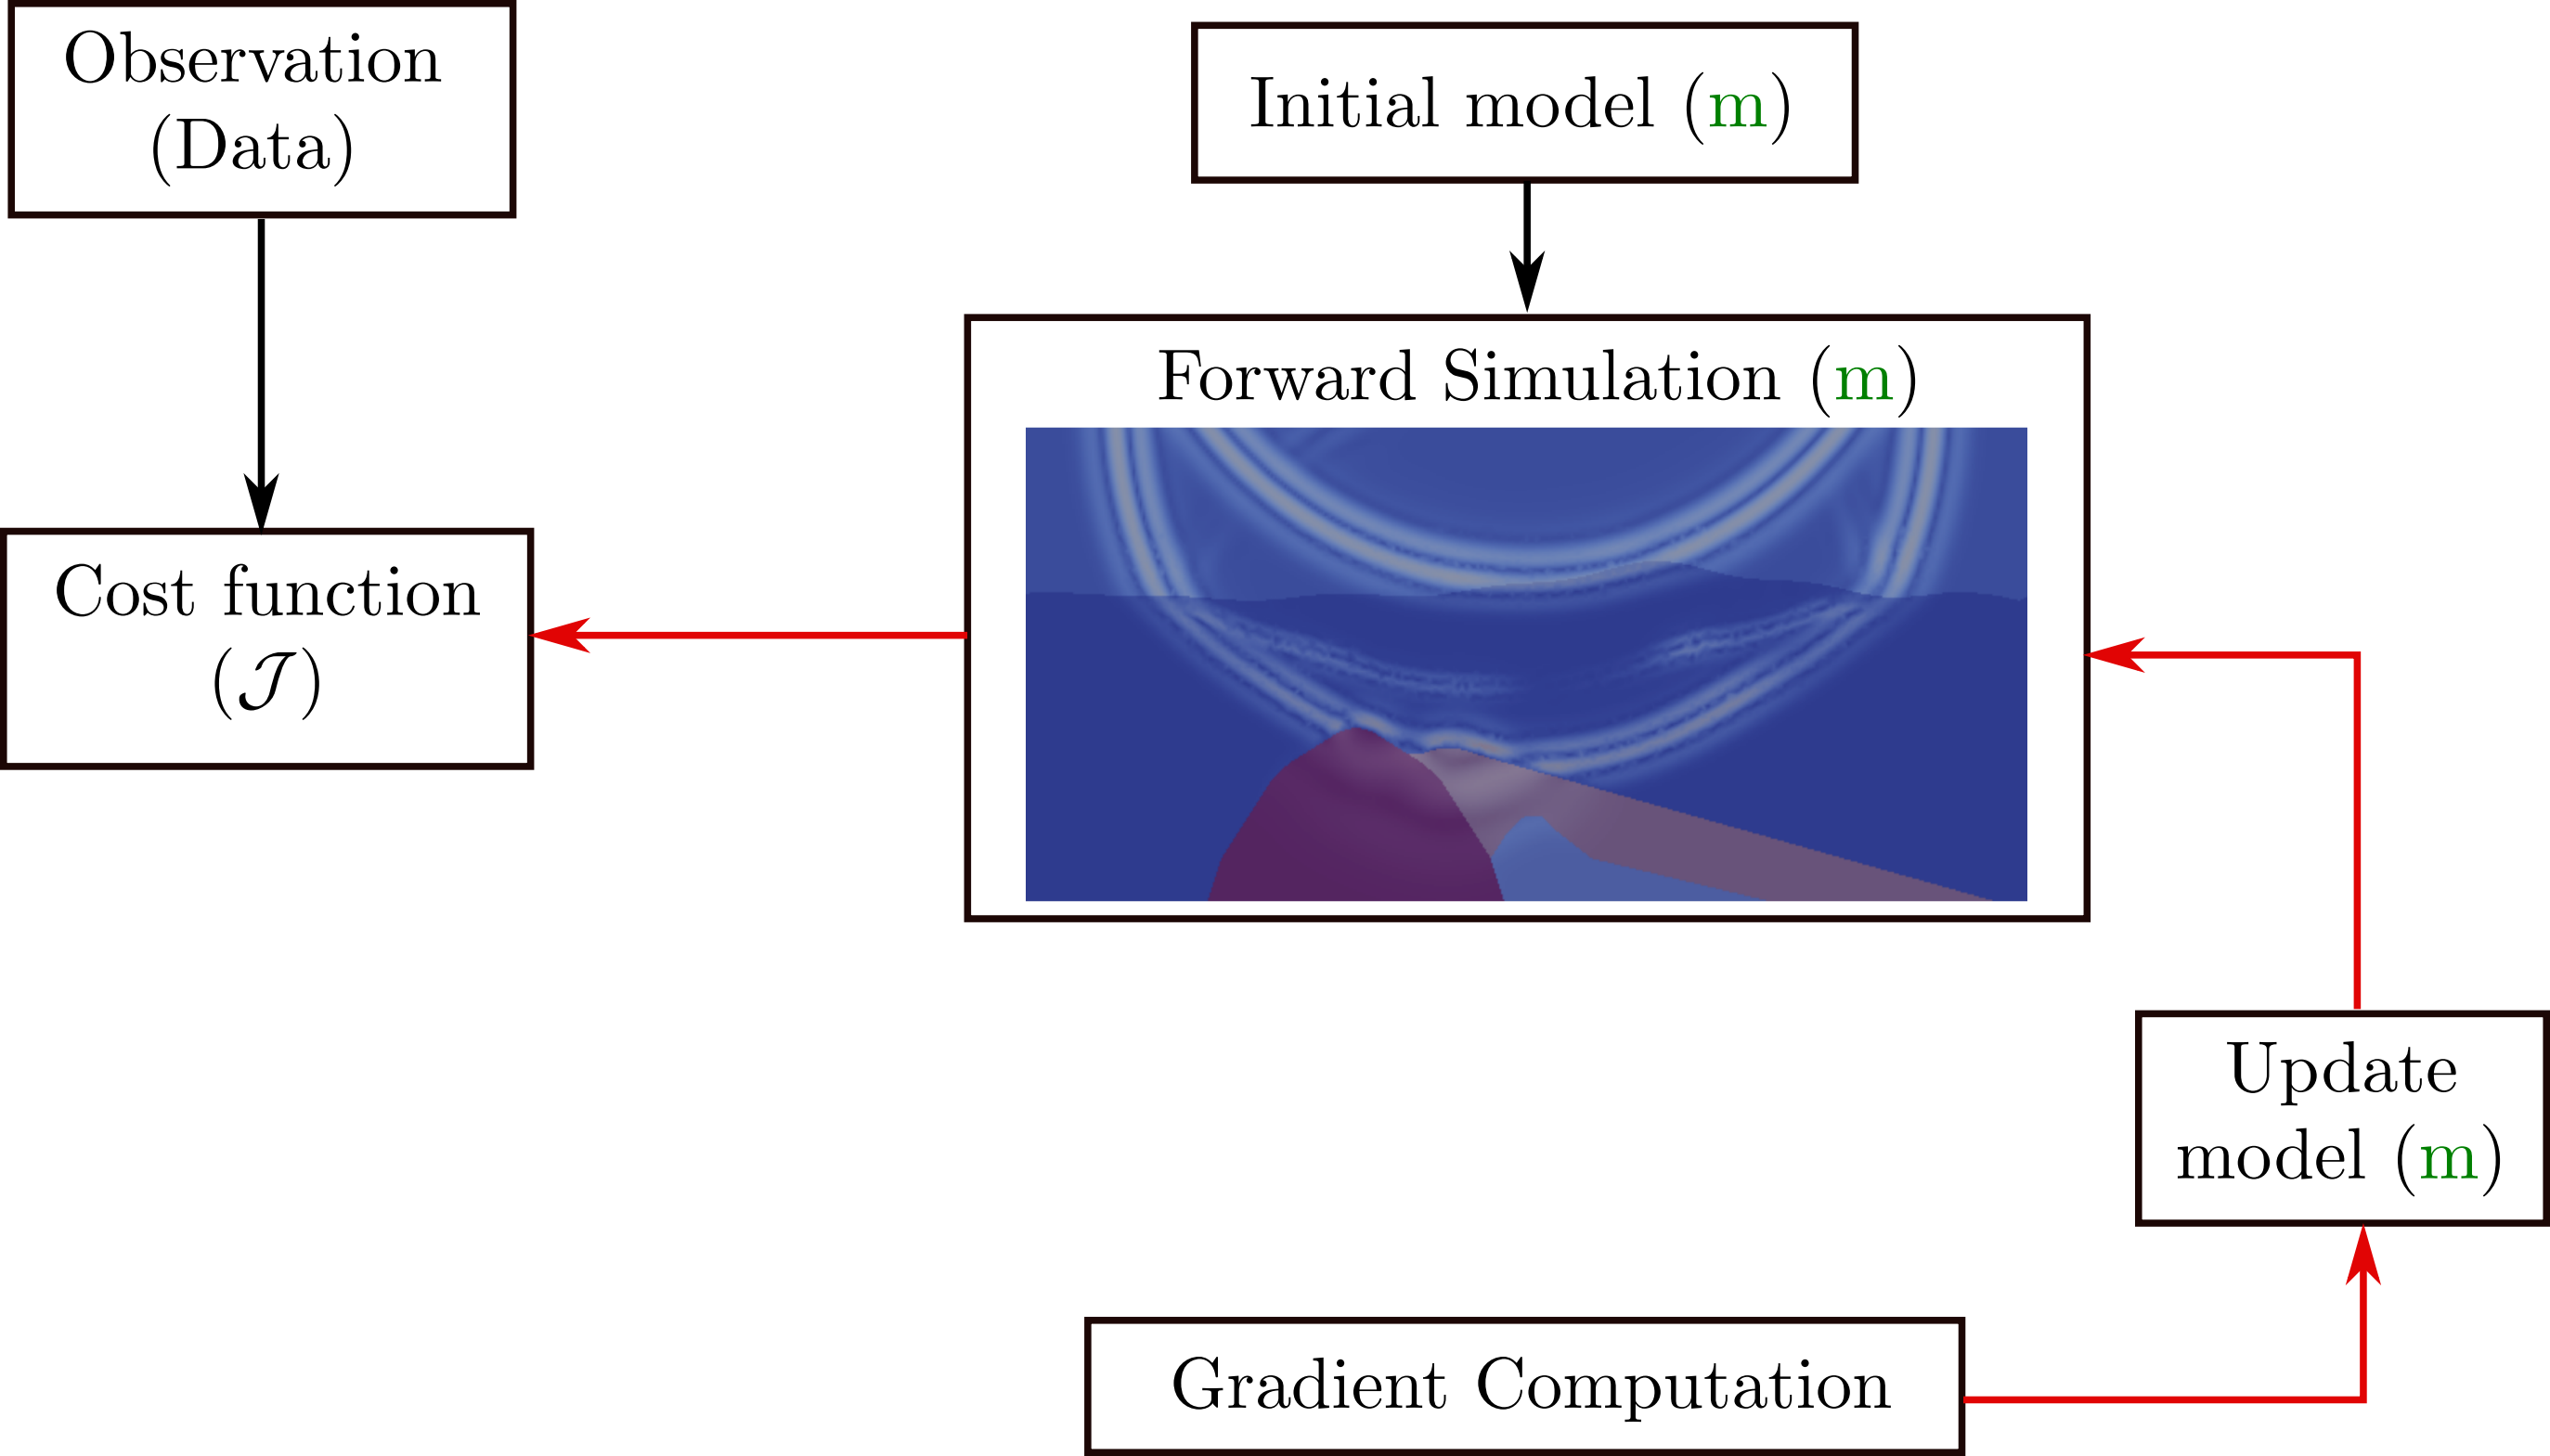 Observation
(Data)
Initial model (m)
Forward Simulation (m)
Cost function
(𝒥)
Update
model (m)
Gradient Computation